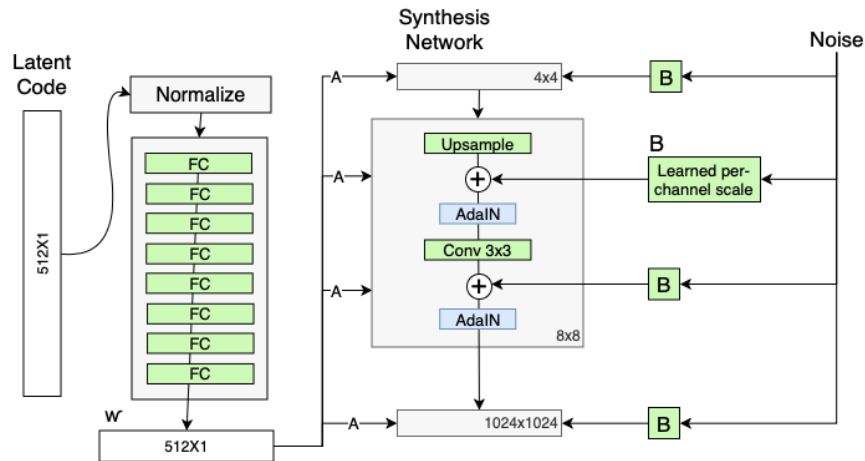 Latent
Code
512X1
Normalize
FC
FC
FC
FC
FC
FC
FC
FC
w
512X1
Synthesis
Network
A
4x4
B
Noise
A
Upsample
+
AdaIN
Conv 3x3
+
AdaIN
8x8
B
Learned per-
channel scale
A
B
A
1024x1024
B